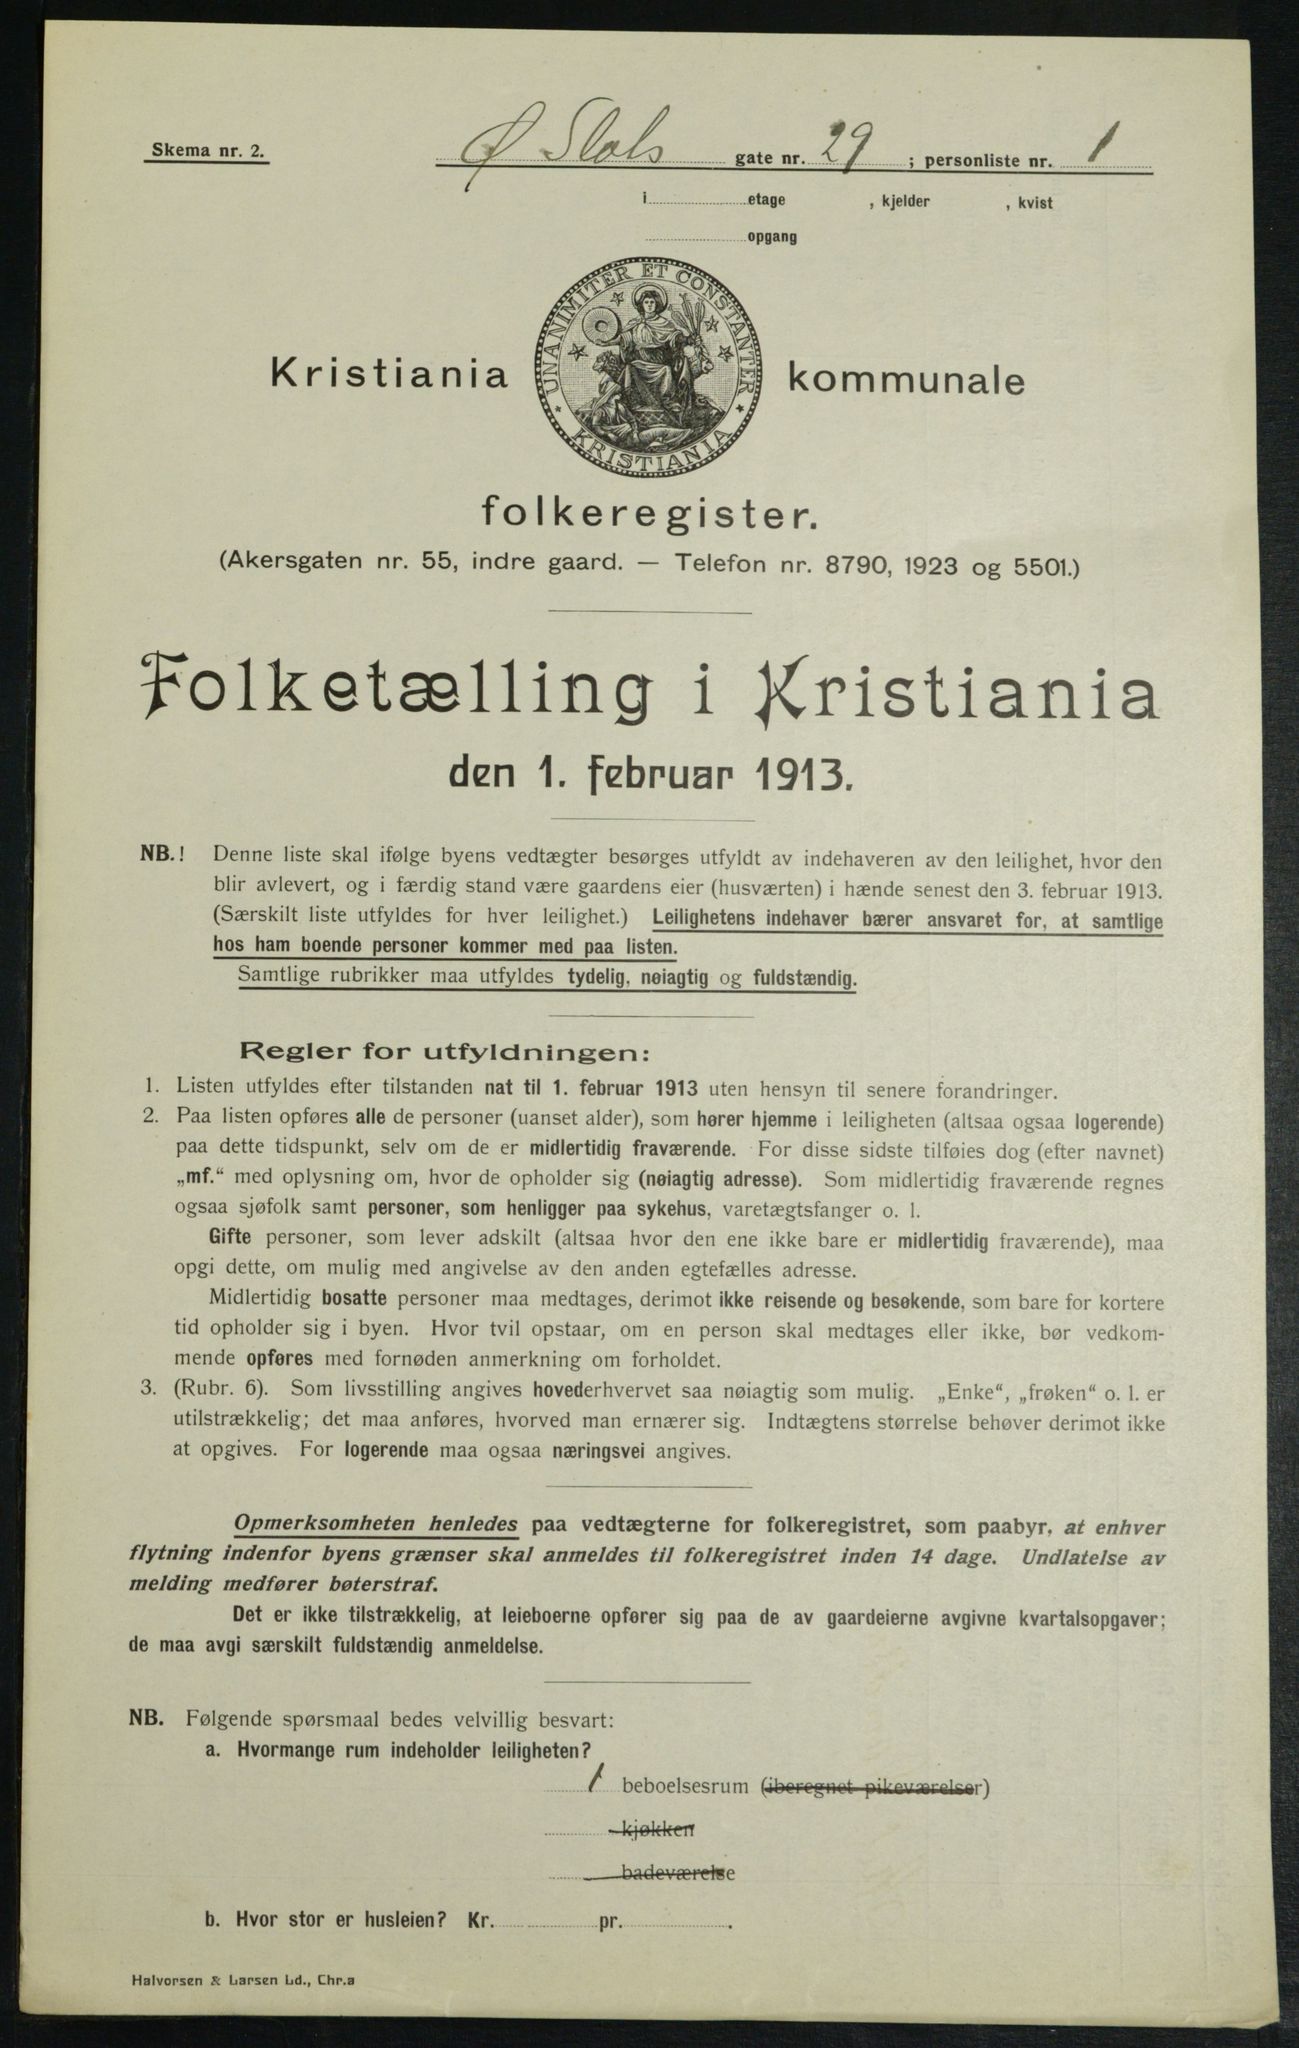 Skema nr. 2.
Ø Slots gate nr. 29 ; personliste nr. 1
i etage , kjelder , kvist
opgang
UNANIMITER ET CONSTANTER
KRISTIANIA
Kristiania kommunale
folkeregister.
(Akersgaten nr. 55, indre gaard. — Telefon nr. 8790, 1923 og 5501.)
Folketælling i Kristiania
den 1. februar 1913.
NB.! Denne liste skal ifølge byens vedtægter besørges utfyldt av indehaveren av den leilighet, hvor den
blir avlevert, og i færdig stand være gaardens eier (husværten) i hænde senest den 3. februar 1913.
(Særskilt liste utfyldes for hver leilighet.) Leilighetens indehaver bærer ansvaret for, at samtlige
hos ham boende personer kommer med paa listen.
Samtlige rubrikker maa utfyldes tydelig, nøiagtig og fuldstændig.
Regler for utfyldningen:
1. Listen utfyldes efter tilstanden nat til 1. februar 1913 uten hensyn til senere forandringer.
2. Paa listen opføres alle de personer (uanset alder), som hører hjemme i leiligheten (altsaa ogsaa logerende)
paa dette tidspunkt, selv om de er midlertidig fraværende. For disse sidste tilføies dog (efter navnet)
„mf.“ med oplysning om, hvor de opholder sig (nøiagtig adresse). Som midlertidig fraværende regnes
ogsaa sjøfolk samt personer, som henligger paa sykehus, varetægtsfanger o. l.
Gifte personer, som lever adskilt (altsaa hvor den ene ikke bare er midlertidig fraværende), maa
opgi dette, om mulig med angivelse av den anden egtefælles adresse.
Midlertidig bosatte personer maa medtages, derimot ikke reisende og besøkende, som bare for kortere
tid opholder sig i byen. Hvor tvil opstaar, om en person skal medtages eller ikke, bør vedkom-
mende opføres med fornøden anmerkning om forholdet.
3. (Rubr. 6). Som livsstilling angives hovederhvervet saa nøiagtig som mulig. „Enke“, „frøken“ o. l. er
utilstrækkelig; det maa anføres, hvorved man ernærer sig. Indtægtens størrelse behøver derimot ikke
at opgives. For logerende maa ogsaa næringsvei angives.
Opmerksomheten henledes paa vedtægterne for folkeregistret, som paabyr, at enhver
flytning indenfor byens grænser skal anmeldes til folkeregistret inden 14 dage. Undlatelse av
melding medfører bøterstraf.
Det er ikke tilstrækkelig, at leieboerne opfører sig paa de av gaardeierne avgivne kvartalsopgaver;
de maa avgi særskilt fuldstændig anmeldelse.
NB. Følgende spørsmaal bedes velvillig besvart:
a. Hvormange rum indeholder leiligheten?
1 beboelsesrum (iberegnet pikeværelser)
kjøkken
badeværelse
b. Hvor stor er husleien? Kr. pr. .
Halvorsen & Larsen Ld., Chr.a